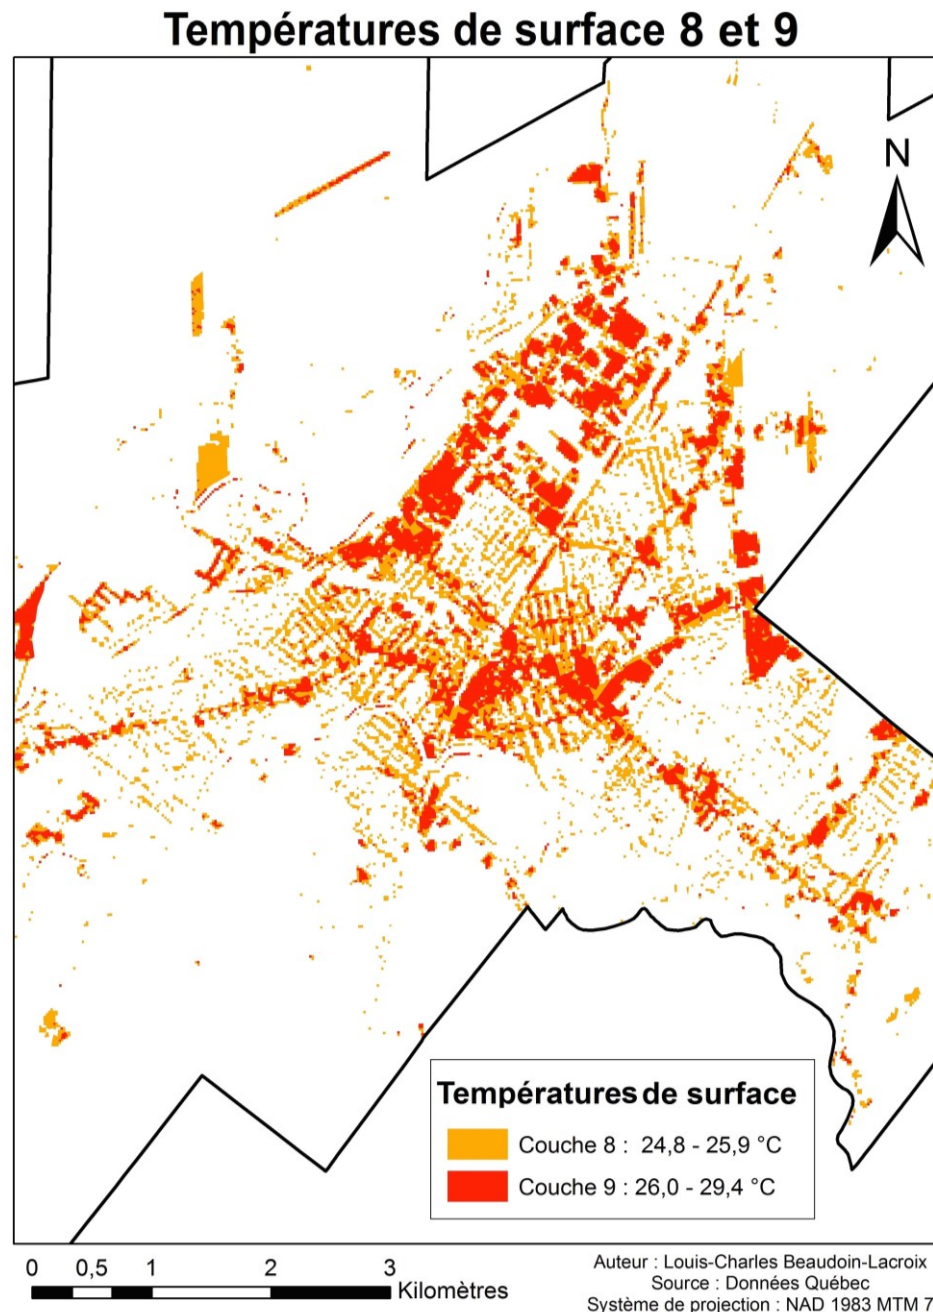 Températures de surface 8 et 9
N
Températures de surface
Couche 8 : 24,8 - 25,9 °C
Couche 9 : 26,0 - 29,4 °C
0 0,5 1 2 3
Kilomètres
Auteur : Louis-Charles Beaudoin-Lacroix
Source : Données Québec
Système de projection : NAD 1983 MTM 7